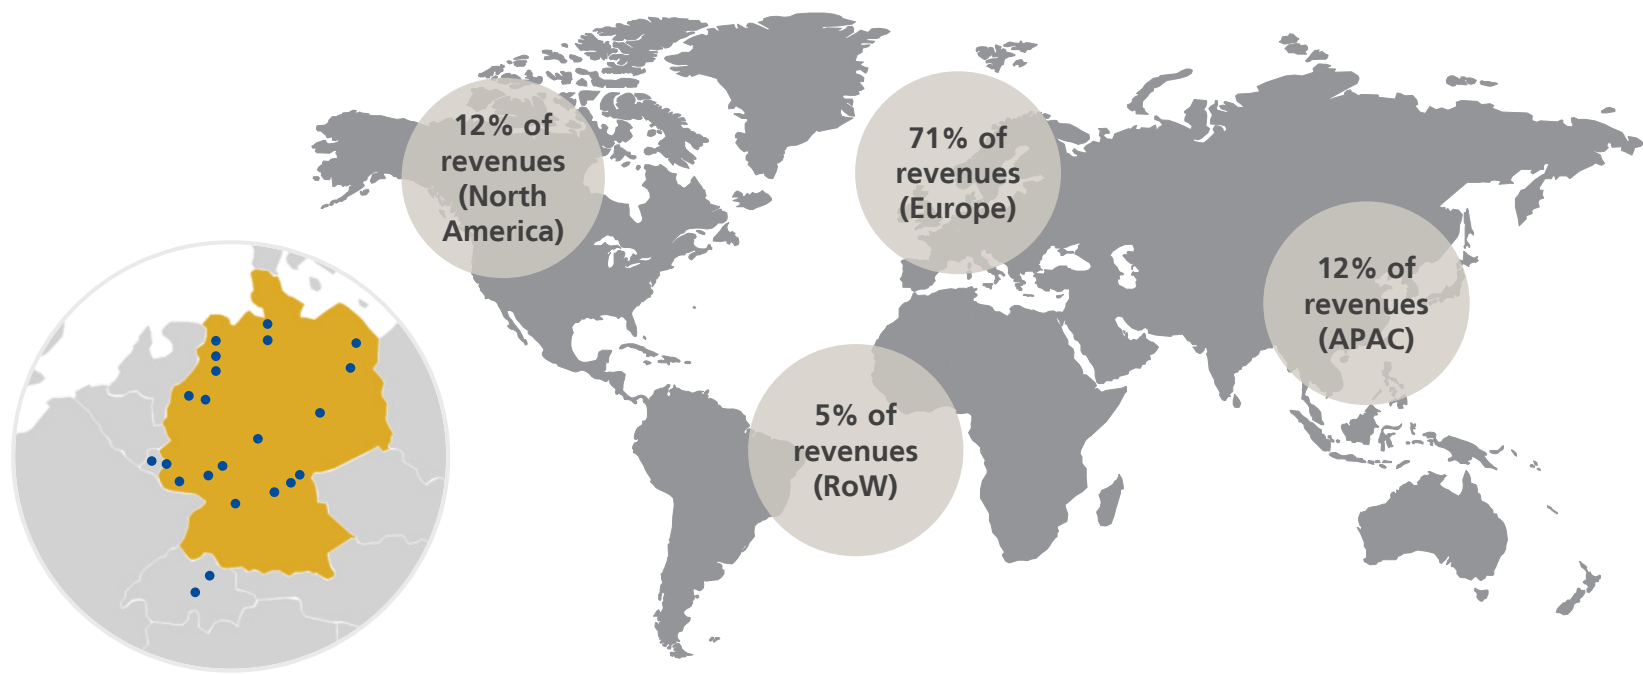 12% of
revenues
(North
America)
71% of
revenues
(Europe)
12% of
revenues
(APAC)
5% of
revenues
(RoW)